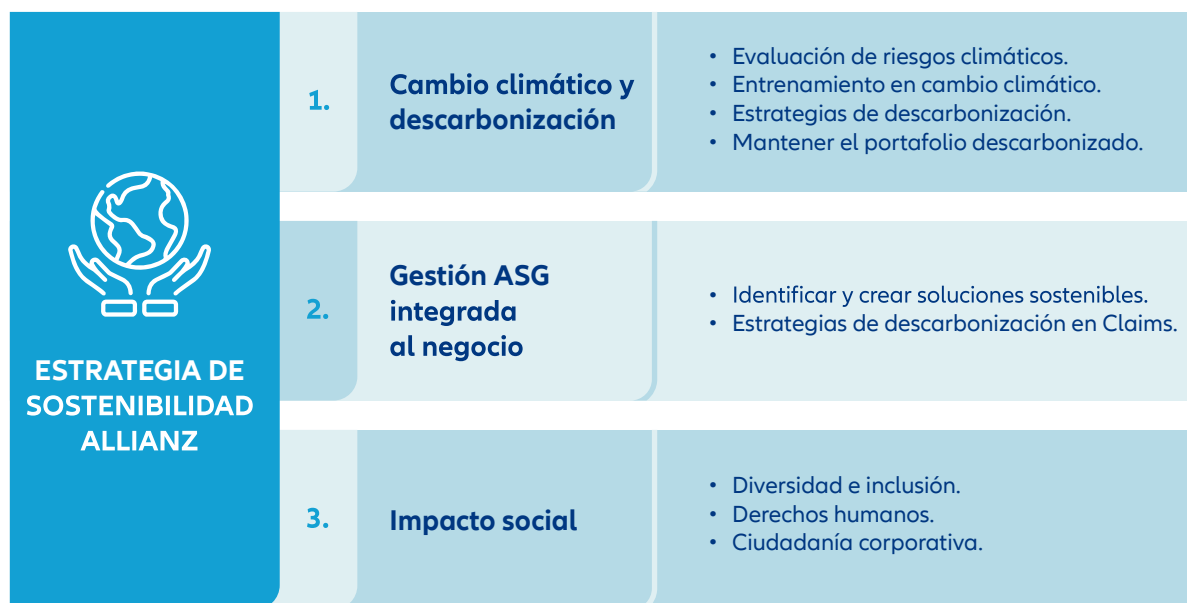 ESTRATEGIA DE
SOSTENIBILIDAD
ALLIANZ
1.
Cambio climático y
descarbonización
• Evaluación de riesgos climáticos.
• Entrenamiento en cambio climático.
• Estrategias de descarbonización.
• Mantener el portafolio descarbonizado.
2.
Gestión ASG
integrada
al negocio
• Identificar y crear soluciones sostenibles.
• Estrategias de descarbonización en Claims.
3.
Impacto social
• Diversidad e inclusión.
• Derechos humanos.
• Ciudadanía corporativa.